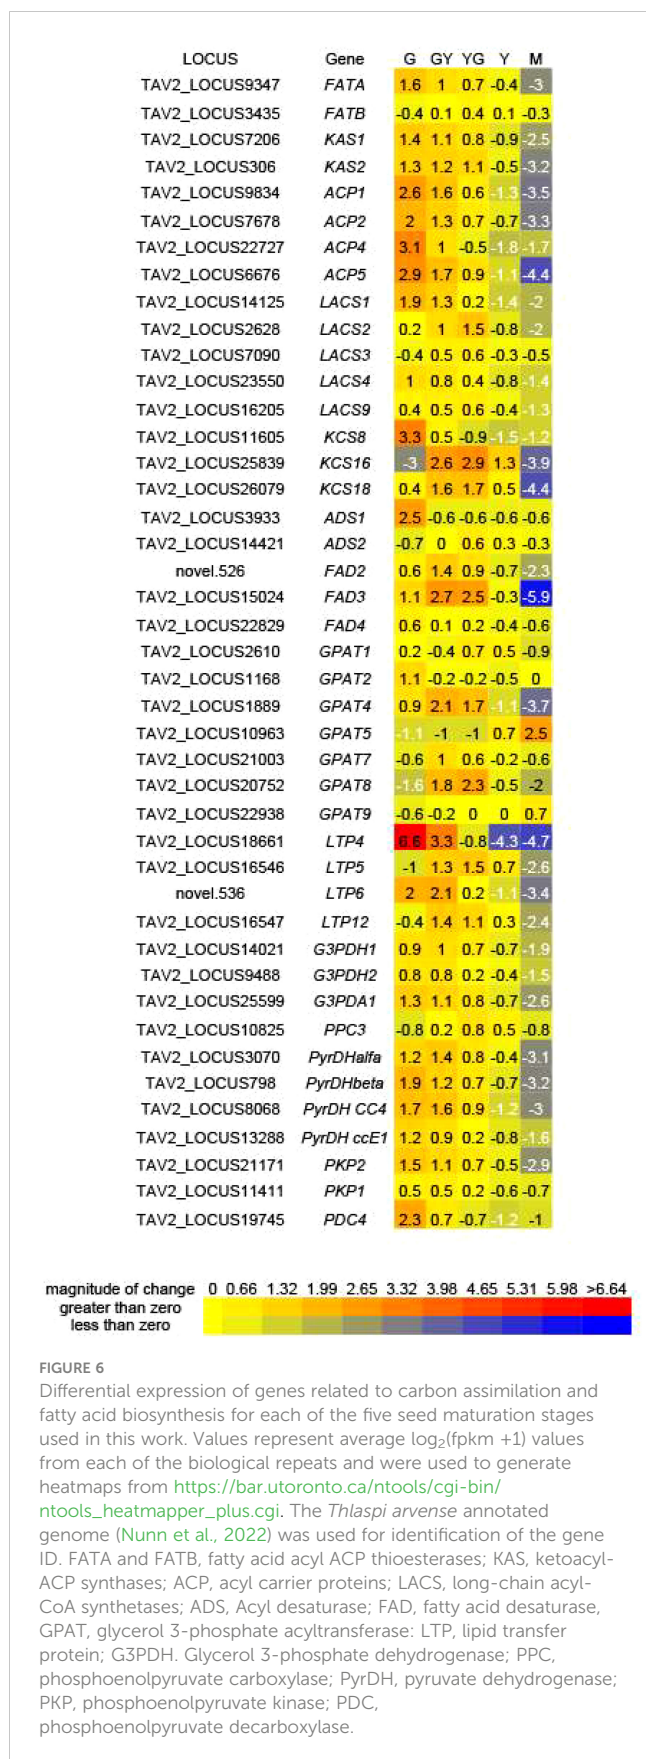 LOCUS Gene G GY YG Y M
TAV2_LOCUS9347 FATA 1.6 1 0.7 -0.4 -3
TAV2_LOCUS3435 FATB -0.4 0.1 0.4 0.1 -0.3
TAV2_LOCUS7206 KAS1 1.4 1.1 0.8 -0.9 -2.5
TAV2_LOCUS306 KAS2 1.3 1.2 1.1 -0.5 -3.2
TAV2_LOCUS9834 ACP1 2.6 1.6 0.6 -1.3 -3.5
TAV2_LOCUS7678 ACP2 2 1.3 0.7 -0.7 -3.3
TAV2_LOCUS22727 ACP4 3.1 1 -0.5 -1.8 -1.7
TAV2_LOCUS6676 ACP5 2.9 1.7 0.9 -1.1 -4.4
TAV2_LOCUS14125 LACS1 1.9 1.3 0.2 -1.4 -2
TAV2_LOCUS2628 LACS2 0.2 1 1.5 -0.8 -2
TAV2_LOCUS7090 LACS3 -0.4 0.5 0.6 -0.3 -0.5
TAV2_LOCUS23550 LACS4 1 0.8 0.4 -0.8 -1.4
TAV2_LOCUS16205 LACS9 0.4 0.5 0.6 -0.4 -1.3
TAV2_LOCUS11605 KCS8 3.3 0.5 -0.9 -1.5 -1.2
TAV2_LOCUS25839 KCS16 -3 2.6 2.9 1.3 -3.9
TAV2_LOCUS26079 KCS18 0.4 1.6 1.7 0.5 -4.4
TAV2_LOCUS3933 ADS1 2.5 -0.6 -0.6 -0.6 -0.6
TAV2_LOCUS14421 ADS2 -0.7 0 0.6 0.3 -0.3
novel.526 FAD2 0.6 1.4 0.9 -0.7 -2.3
TAV2_LOCUS15024 FAD3 1.1 2.7 2.5 -0.3 -5.9
TAV2_LOCUS22829 FAD4 0.6 0.1 0.2 -0.4 -0.6
TAV2_LOCUS2610 GPAT1 0.2 -0.4 0.7 0.5 -0.9
TAV2_LOCUS1168 GPAT2 1.1 -0.2 -0.2 -0.5 0
TAV2_LOCUS1889 GPAT4 0.9 2.1 1.7 -1.1 -3.7
TAV2_LOCUS10963 GPAT5 -1.1 -1 -1 0.7 2.5
TAV2_LOCUS21003 GPAT7 -0.6 1 0.6 -0.2 -0.6
TAV2_LOCUS20752 GPAT8 -1.6 1.8 2.3 -0.5 -2
TAV2_LOCUS22938 GPAT9 -0.6 -0.2 0 0 0.7
TAV2_LOCUS18661 LTP4 6.6 3.3 -0.8 -4.3 -4.7
TAV2_LOCUS16546 LTP5 -1 1.3 1.5 0.7 -2.6
novel.536 LTP6 2 2.1 0.2 -1.1 -3.4
TAV2_LOCUS16547 LTP12 -0.4 1.4 1.1 0.3 -2.4
TAV2_LOCUS14021 G3PDH1 0.9 1 0.7 -0.7 -1.9
TAV2_LOCUS9488 G3PDH2 0.8 0.8 0.2 -0.4 -1.5
TAV2_LOCUS25599 G3PDA1 1.3 1.1 0.8 -0.7 -2.6
TAV2_LOCUS10825 PPC3 -0.8 0.2 0.8 0.5 -0.8
TAV2_LOCUS3070 PyrDHalfa 1.2 1.4 0.8 -0.4 -3.1
TAV2_LOCUS798 PyrDHbeta 1.9 1.2 0.7 -0.7 -3.2
TAV2_LOCUS8068 PyrDH CC4 1.7 1.6 0.9 -1.2 -3
TAV2_LOCUS13288 PyrDH ccE1 1.2 0.9 0.2 -0.8 -1.6
TAV2_LOCUS21171 PKP2 1.5 1.1 0.7 -0.5 -2.9
TAV2_LOCUS11411 PKP1 0.5 0.5 0.2 -0.6 -0.7
TAV2_LOCUS19745 PDC4 2.3 0.7 -0.7 -1.2 -1
magnitude of change 0 0.66 1.32 1.99 2.65 3.32 3.98 4.65 5.31 5.98 >6.64
greater than zero
less than zero
FIGURE 6
Differential expression of genes related to carbon assimilation and
fatty acid biosynthesis for each of the five seed maturation stages
used in this work. Values represent average log₂(fpkm +1) values
from each of the biological repeats and were used to generate
heatmaps from https://bar.utoronto.ca/ntools/cgi-bin/
ntools_heatmapper_plus.cgi. The Thlaspi arvense annotated
genome (Nunn et al., 2022) was used for identification of the gene
ID. FATA and FATB, fatty acid acyl ACP thioesterases; KAS, ketoacyl-
ACP synthases; ACP, acyl carrier proteins; LACS, long-chain acyl-
CoA synthetases; ADS, Acyl desaturase; FAD, fatty acid desaturase,
GPAT, glycerol 3-phosphate acyltransferase: LTP, lipid transfer
protein; G3PDH. Glycerol 3-phosphate dehydrogenase; PPC,
phosphoenolpyruvate carboxylase; PyrDH, pyruvate dehydrogenase;
PKP, phosphoenolpyruvate kinase; PDC,
phosphoenolpyruvate decarboxylase.